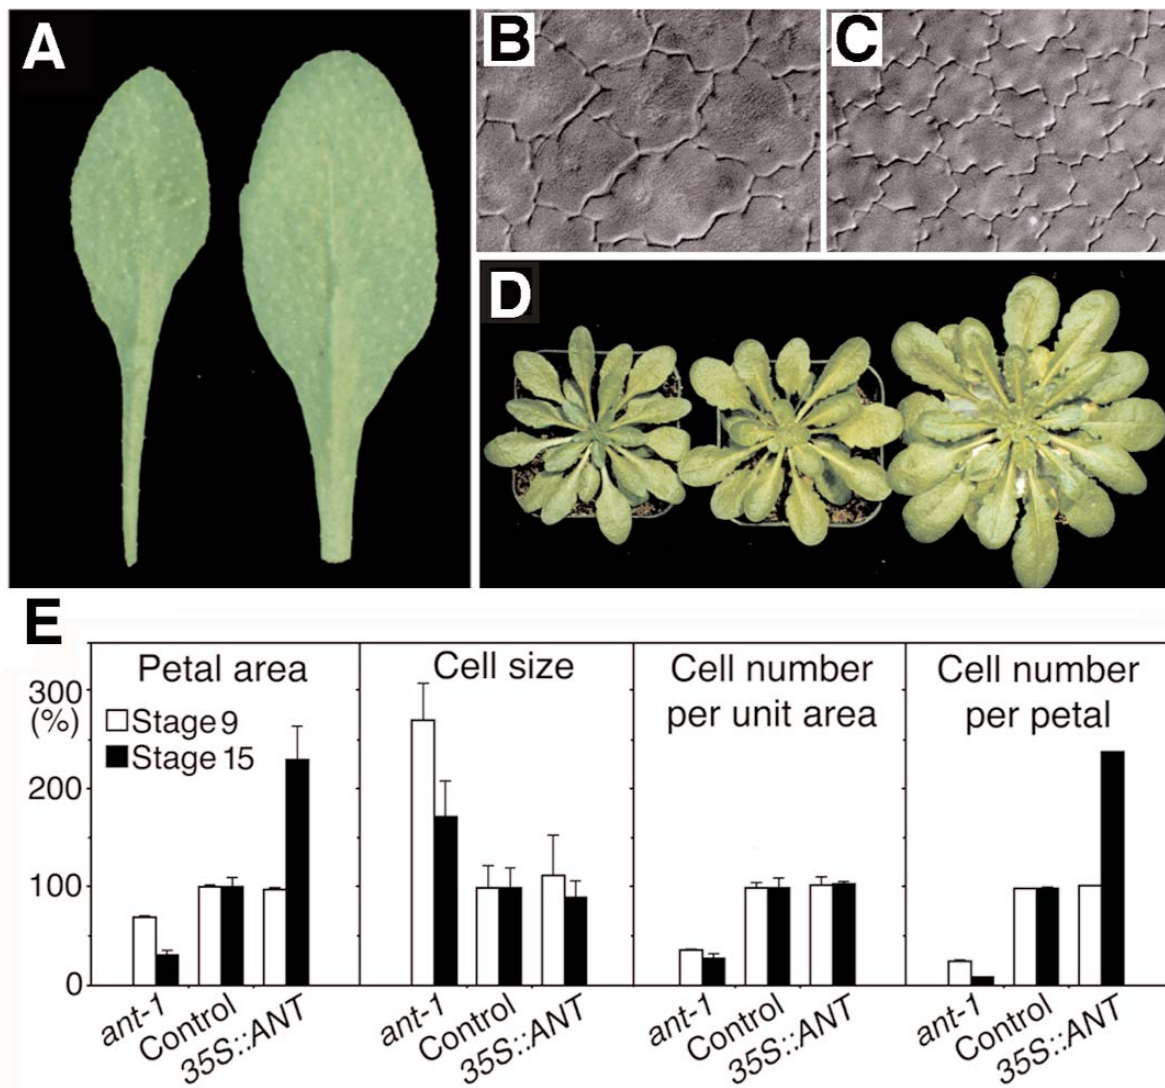 A
B
C
D
E
Petal area
Cell size
Cell number
per unit area
Cell number
per petal
300
(%)
200
100
0
Stage 9
Stage 15
ant-1
Control
35S::ANT
ant-1
Control
35S::ANT
ant-1
Control
35S::ANT
ant-1
Control
35S::ANT